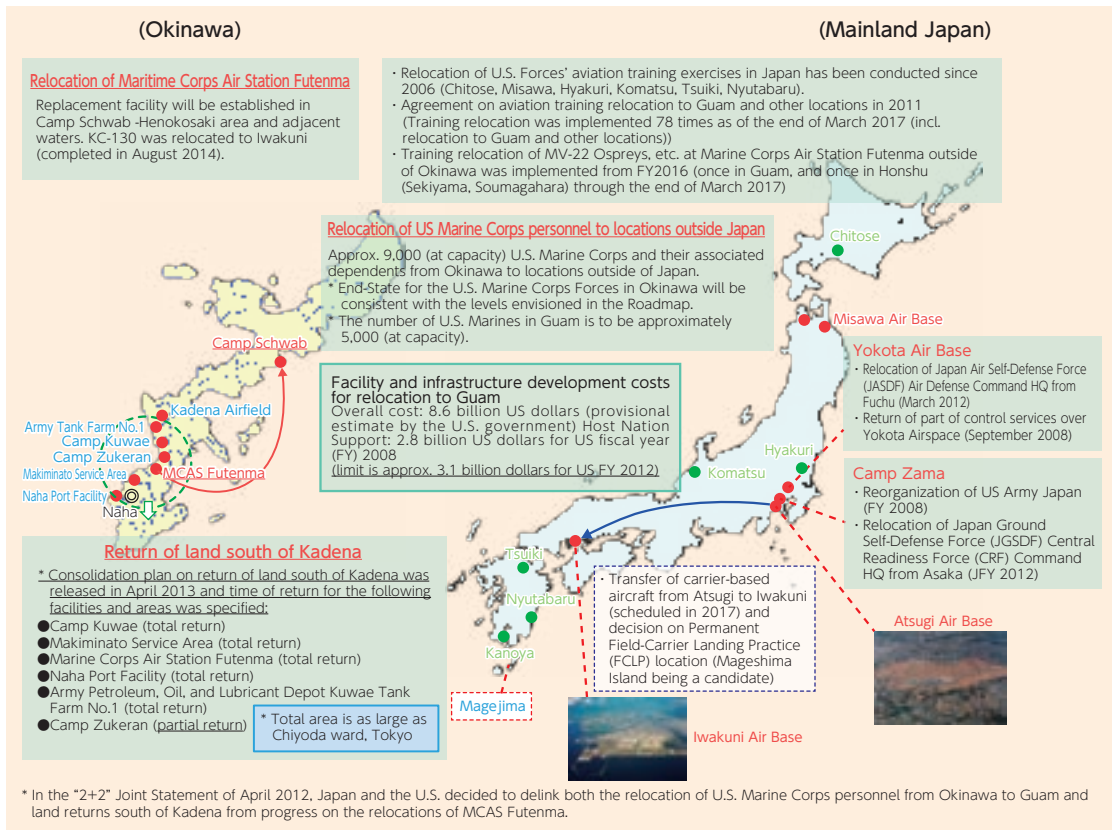 (Okinawa)
(Mainland Japan)
Relocation of Maritime Corps Air Station Futenma
Replacement facility will be established in
Camp Schwab -Henokosaki area and adjacent
waters. KC-130 was relocated to Iwakuni
(completed in August 2014).
・Relocation of U.S. Forces' aviation training exercises in Japan has been conducted since
2006 (Chitose, Misawa, Hyakuri, Komatsu, Tsuiki, Nyutabaru).
・Agreement on aviation training relocation to Guam and other locations in 2011
(Training relocation was implemented 78 times as of the end of March 2017 (incl.
relocation to Guam and other locations))
・Training relocation of MV-22 Ospreys, etc. at Marine Corps Air Station Futenma outside
of Okinawa was implemented from FY2016 (once in Guam, and once in Honshu
(Sekiyama, Soumagahara) through the end of March 2017)
Relocation of US Marine Corps personnel to locations outside Japan
Approx. 9,000 (at capacity) U.S. Marine Corps and their associated
dependents from Okinawa to locations outside of Japan.
* End-State for the U.S. Marine Corps Forces in Okinawa will be
consistent with the levels envisioned in the Roadmap.
* The number of U.S. Marines in Guam is to be approximately
5,000 (at capacity).
Chitose
Misawa Air Base
Camp Schwab
Kadena Airfield
Army Tank Farm No.1
Camp Kuwae
Camp Zukeran
Makiminato Service Area
MCAS Futenma
Naha Port Facility
Naha
Facility and infrastructure development costs
for relocation to Guam
Overall cost: 8.6 billion US dollars (provisional
estimate by the U.S. government) Host Nation
Support: 2.8 billion US dollars for US fiscal year
(FY) 2008
(limit is approx. 3.1 billion dollars for US FY 2012)
Yokota Air Base
・Relocation of Japan Air Self-Defense Force
(JASDF) Air Defense Command HQ from
Fuchu (March 2012)
・Return of part of control services over
Yokota Airspace (September 2008)
Hyakuri
Komatsu
Camp Zama
・Reorganization of US Army Japan
(FY 2008)
・Relocation of Japan Ground
Self-Defense Force (JGSDF) Central
Readiness Force (CRF) Command
HQ from Asaka (JFY 2012)
Return of land south of Kadena
* Consolidation plan on return of land south of Kadena was
released in April 2013 and time of return for the following
facilities and areas was specified:
●Camp Kuwae (total return)
●Makiminato Service Area (total return)
●Marine Corps Air Station Futenma (total return)
●Naha Port Facility (total return)
●Army Petroleum, Oil, and Lubricant Depot Kuwae Tank
Farm No.1 (total return)
●Camp Zukeran (partial return)
* Total area is as large as
Chiyoda ward, Tokyo
Tsuiki
Nyutabaru
Kanoya
Magejima
・Transfer of carrier-based
aircraft from Atsugi to Iwakuni
(scheduled in 2017) and
decision on Permanent
Field-Carrier Landing Practice
(FCLP) location (Mageshima
Island being a candidate)
Atsugi Air Base
Iwakuni Air Base
* In the "2+2" Joint Statement of April 2012, Japan and the U.S. decided to delink both the relocation of U.S. Marine Corps personnel from Okinawa to Guam and
land returns south of Kadena from progress on the relocations of MCAS Futenma.